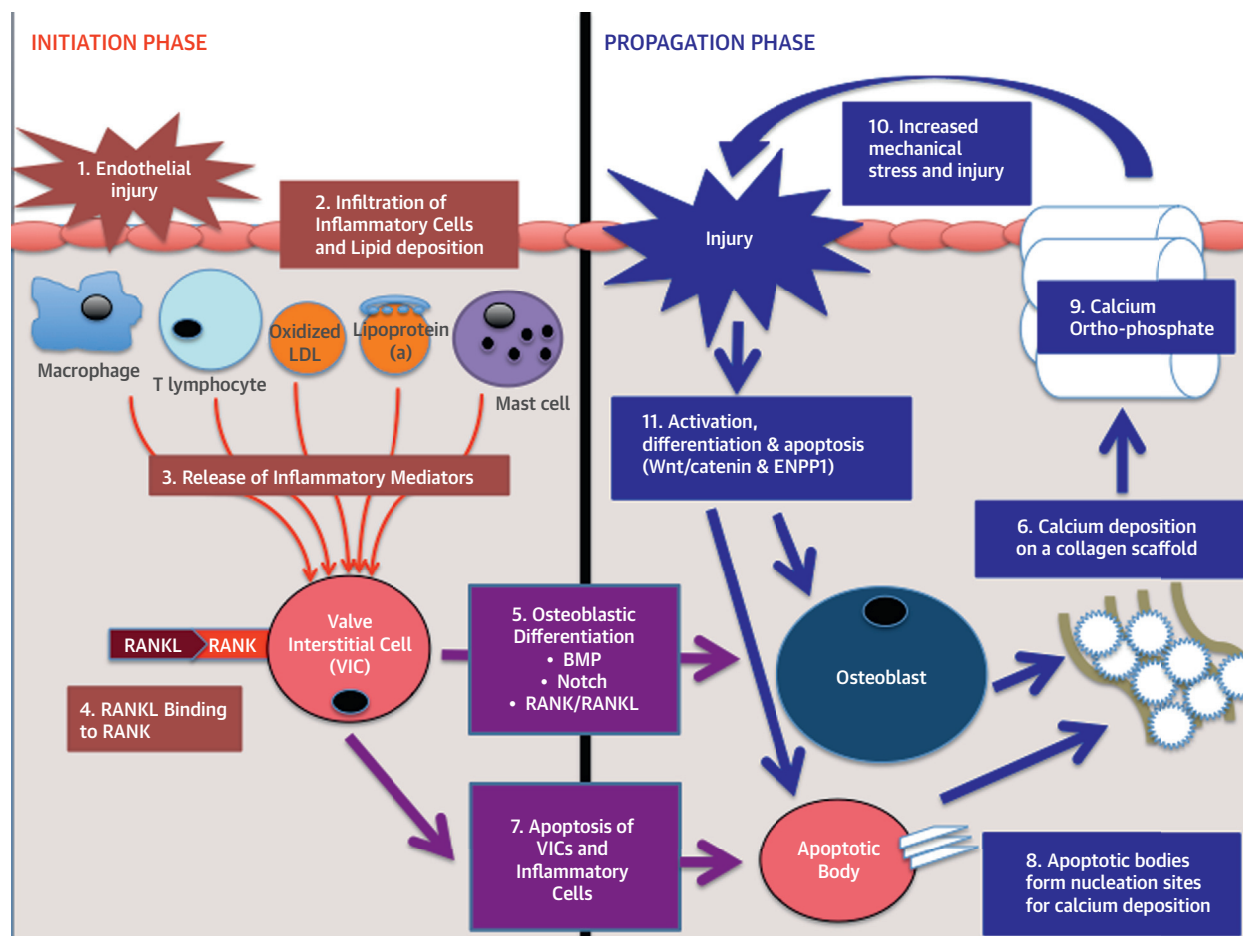 INITIATION PHASE
1. Endothelial
injury
2. Infiltration of
Inflammatory Cells
and Lipid deposition
Macrophage
T lymphocyte
Oxidized
LDL
Lipoprotein
(a)
Mast cell
3. Release of Inflammatory Mediators
RANKL
RANK
Valve
Interstitial Cell
(VIC)
4. RANKL Binding
to RANK
5. Osteoblastic
Differentiation
• BMP
• Notch
• RANK/RANKL
7. Apoptosis of
VICs and
Inflammatory
Cells
PROPAGATION PHASE
10. Increased
mechanical
stress and injury
Injury
9. Calcium
Ortho-phosphate
11. Activation,
differentiation & apoptosis
(Wnt/catenin & ENPP1)
6. Calcium deposition
on a collagen scaffold
Osteoblast
Apoptotic
Body
8. Apoptotic bodies
form nucleation sites
for calcium deposition